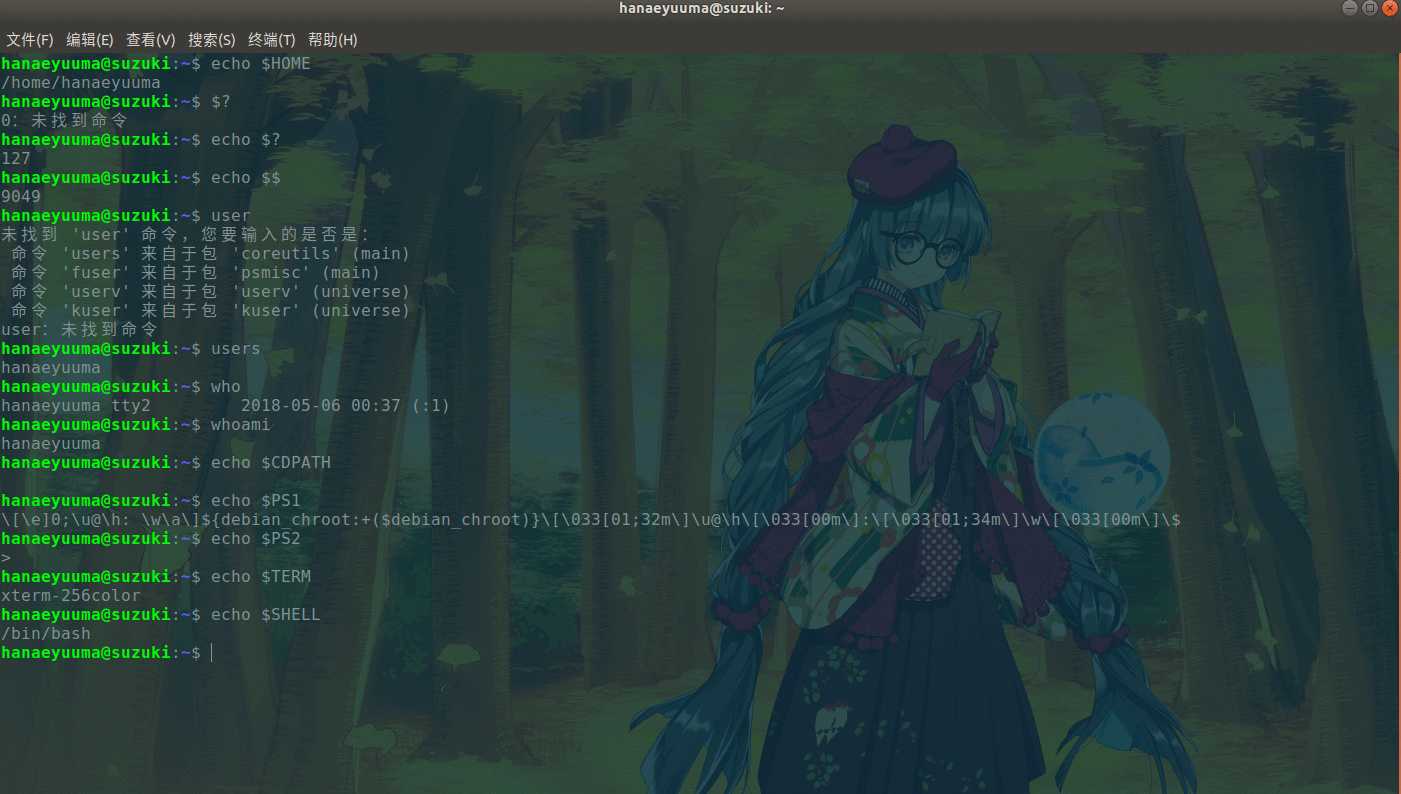 hanaeyuuma@suzuki: ~
文件(F) 编辑(E) 查看(V) 搜索(S) 终端(T) 帮助(H)
hanaeyuuma@suzuki:~$ echo $HOME
/home/hanaeyuuma
hanaeyuuma@suzuki:~$ $?
0：未找到命令
hanaeyuuma@suzuki:~$ echo $?
127
hanaeyuuma@suzuki:~$ echo $$
9049
hanaeyuuma@suzuki:~$ user
未找到 'user' 命令，您要输入的是否是：
 命令 'users' 来自于包 'coreutils' (main)
 命令 'fuser' 来自于包 'psmisc' (main)
 命令 'userv' 来自于包 'userv' (universe)
 命令 'kuser' 来自于包 'kuser' (universe)
user：未找到命令
hanaeyuuma@suzuki:~$ users
hanaeyuuma
hanaeyuuma@suzuki:~$ who
hanaeyuuma tty2         2018-05-06 00:37 (:1)
hanaeyuuma@suzuki:~$ whoami
hanaeyuuma
hanaeyuuma@suzuki:~$ echo $CDPATH

hanaeyuuma@suzuki:~$ echo $PS1
\[\e]0;\u@\h: \w\a\]${debian_chroot:+($debian_chroot)}\[\033[01;32m\]\u@\h\[\033[00m\]:\[\033[01;34m\]\w\[\033[00m\]\$
hanaeyuuma@suzuki:~$ echo $PS2
>
hanaeyuuma@suzuki:~$ echo $TERM
xterm-256color
hanaeyuuma@suzuki:~$ echo $SHELL
/bin/bash
hanaeyuuma@suzuki:~$